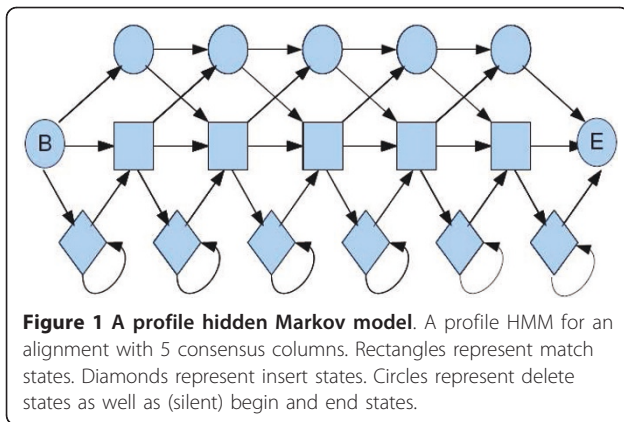 B
E
Figure 1 A profile hidden Markov model. A profile HMM for an
alignment with 5 consensus columns. Rectangles represent match
states. Diamonds represent insert states. Circles represent delete
states as well as (silent) begin and end states.